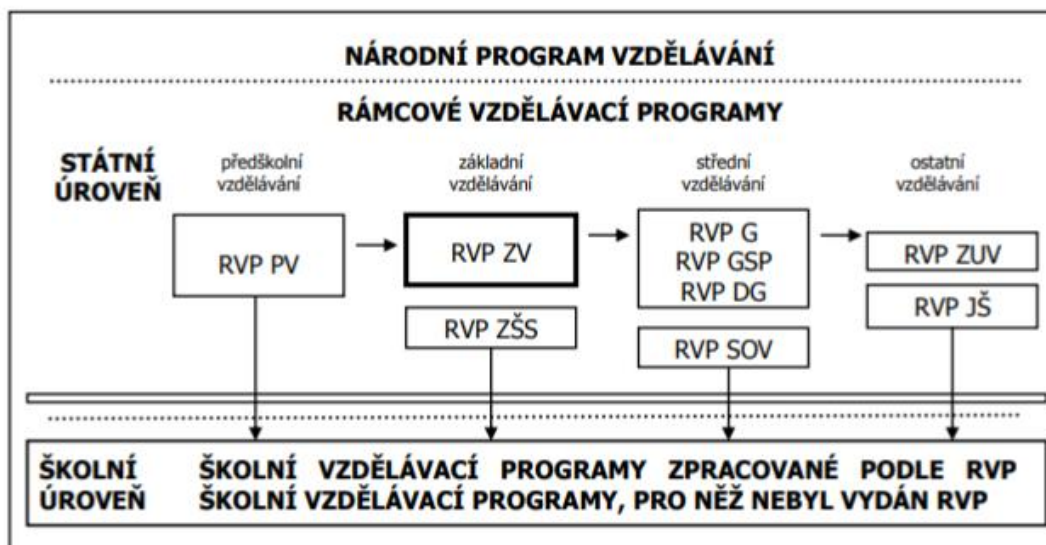 NÁRODNÍ PROGRAM VZDĚLÁVÁNÍ
RÁMCOVÉ VZDĚLÁVACÍ PROGRAMY
STÁTNÍ
ÚROVEŇ
předškolní
vzdělávání
základní
vzdělávání
střední
vzdělávání
ostatní
vzdělávání
RVP PV
RVP ZV
RVP ZŠS
RVP G
RVP GSP
RVP DG
RVP SOV
RVP ZUV
RVP JŠ
ŠKOLNÍ ŠKOLNÍ VZDĚLÁVACÍ PROGRAMY ZPRACOVANÉ PODLE RVP
ÚROVEŇ ŠKOLNÍ VZDĚLÁVACÍ PROGRAMY, PRO NĚŽ NEBYL VYDÁN RVP